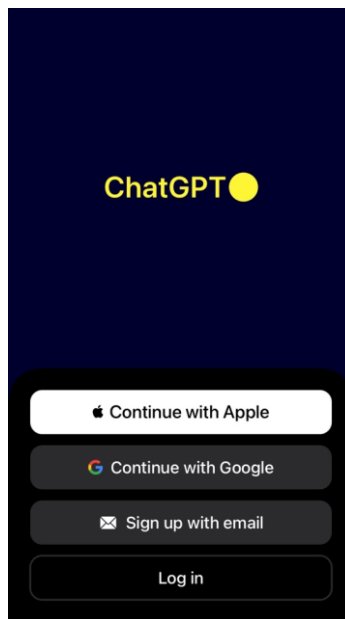 ChatGPT
Continue with Apple
Continue with Google
Sign up with email
Log in